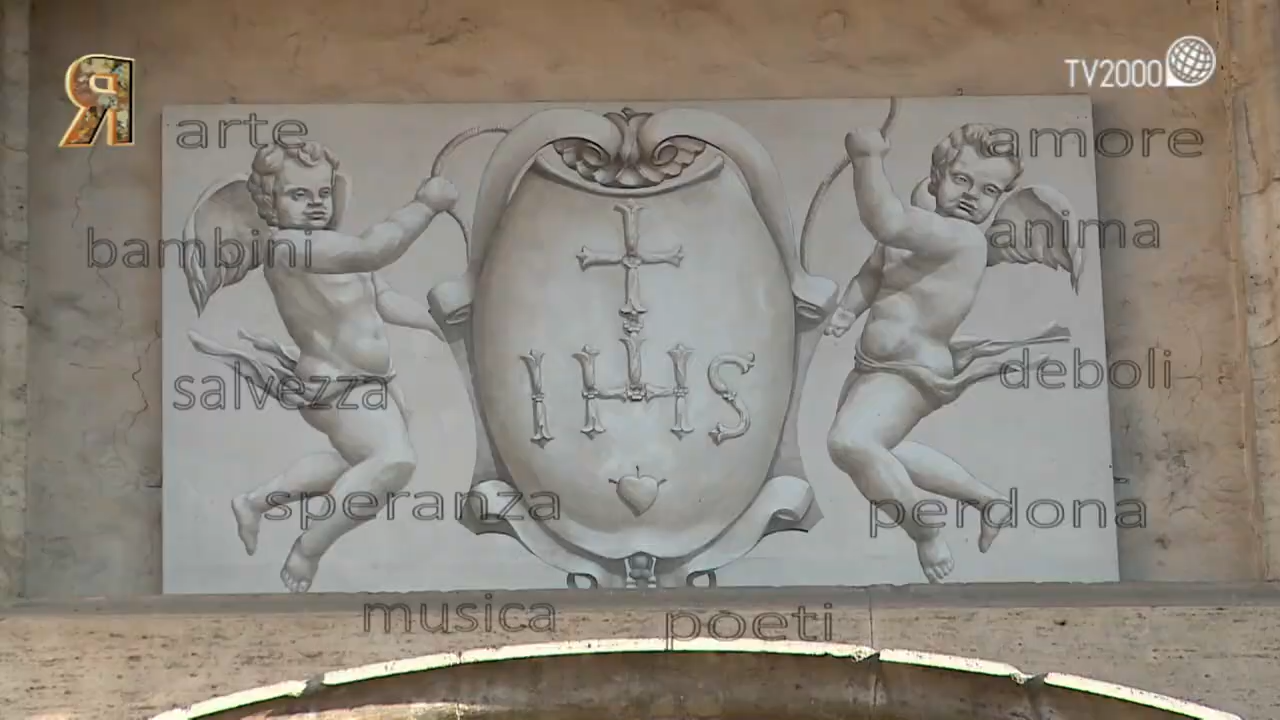 TV2000
arte
amore
bambini
anima
IHS
salvezza
deboli
speranza
perdona
musica
poeti